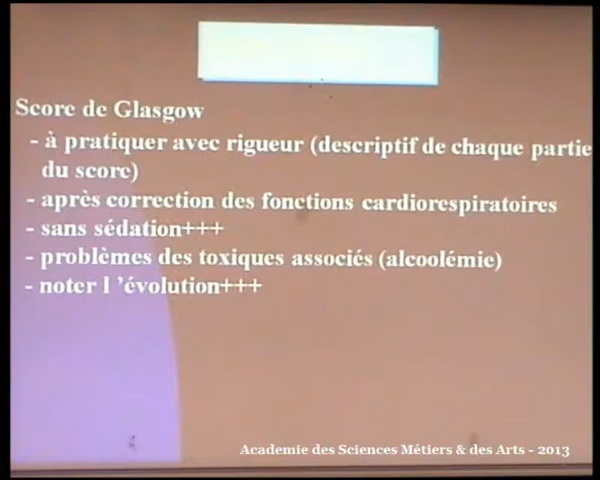 Score de Glasgow
- à pratiquer avec rigueur (descriptif de chaque partie
du score)
- après correction des fonctions cardiorespiratoires
- sans sédation+++
- problèmes des toxiques associés (alcoolémie)
- noter l ’évolution+++
Academie des Sciences Métiers & des Arts - 2013